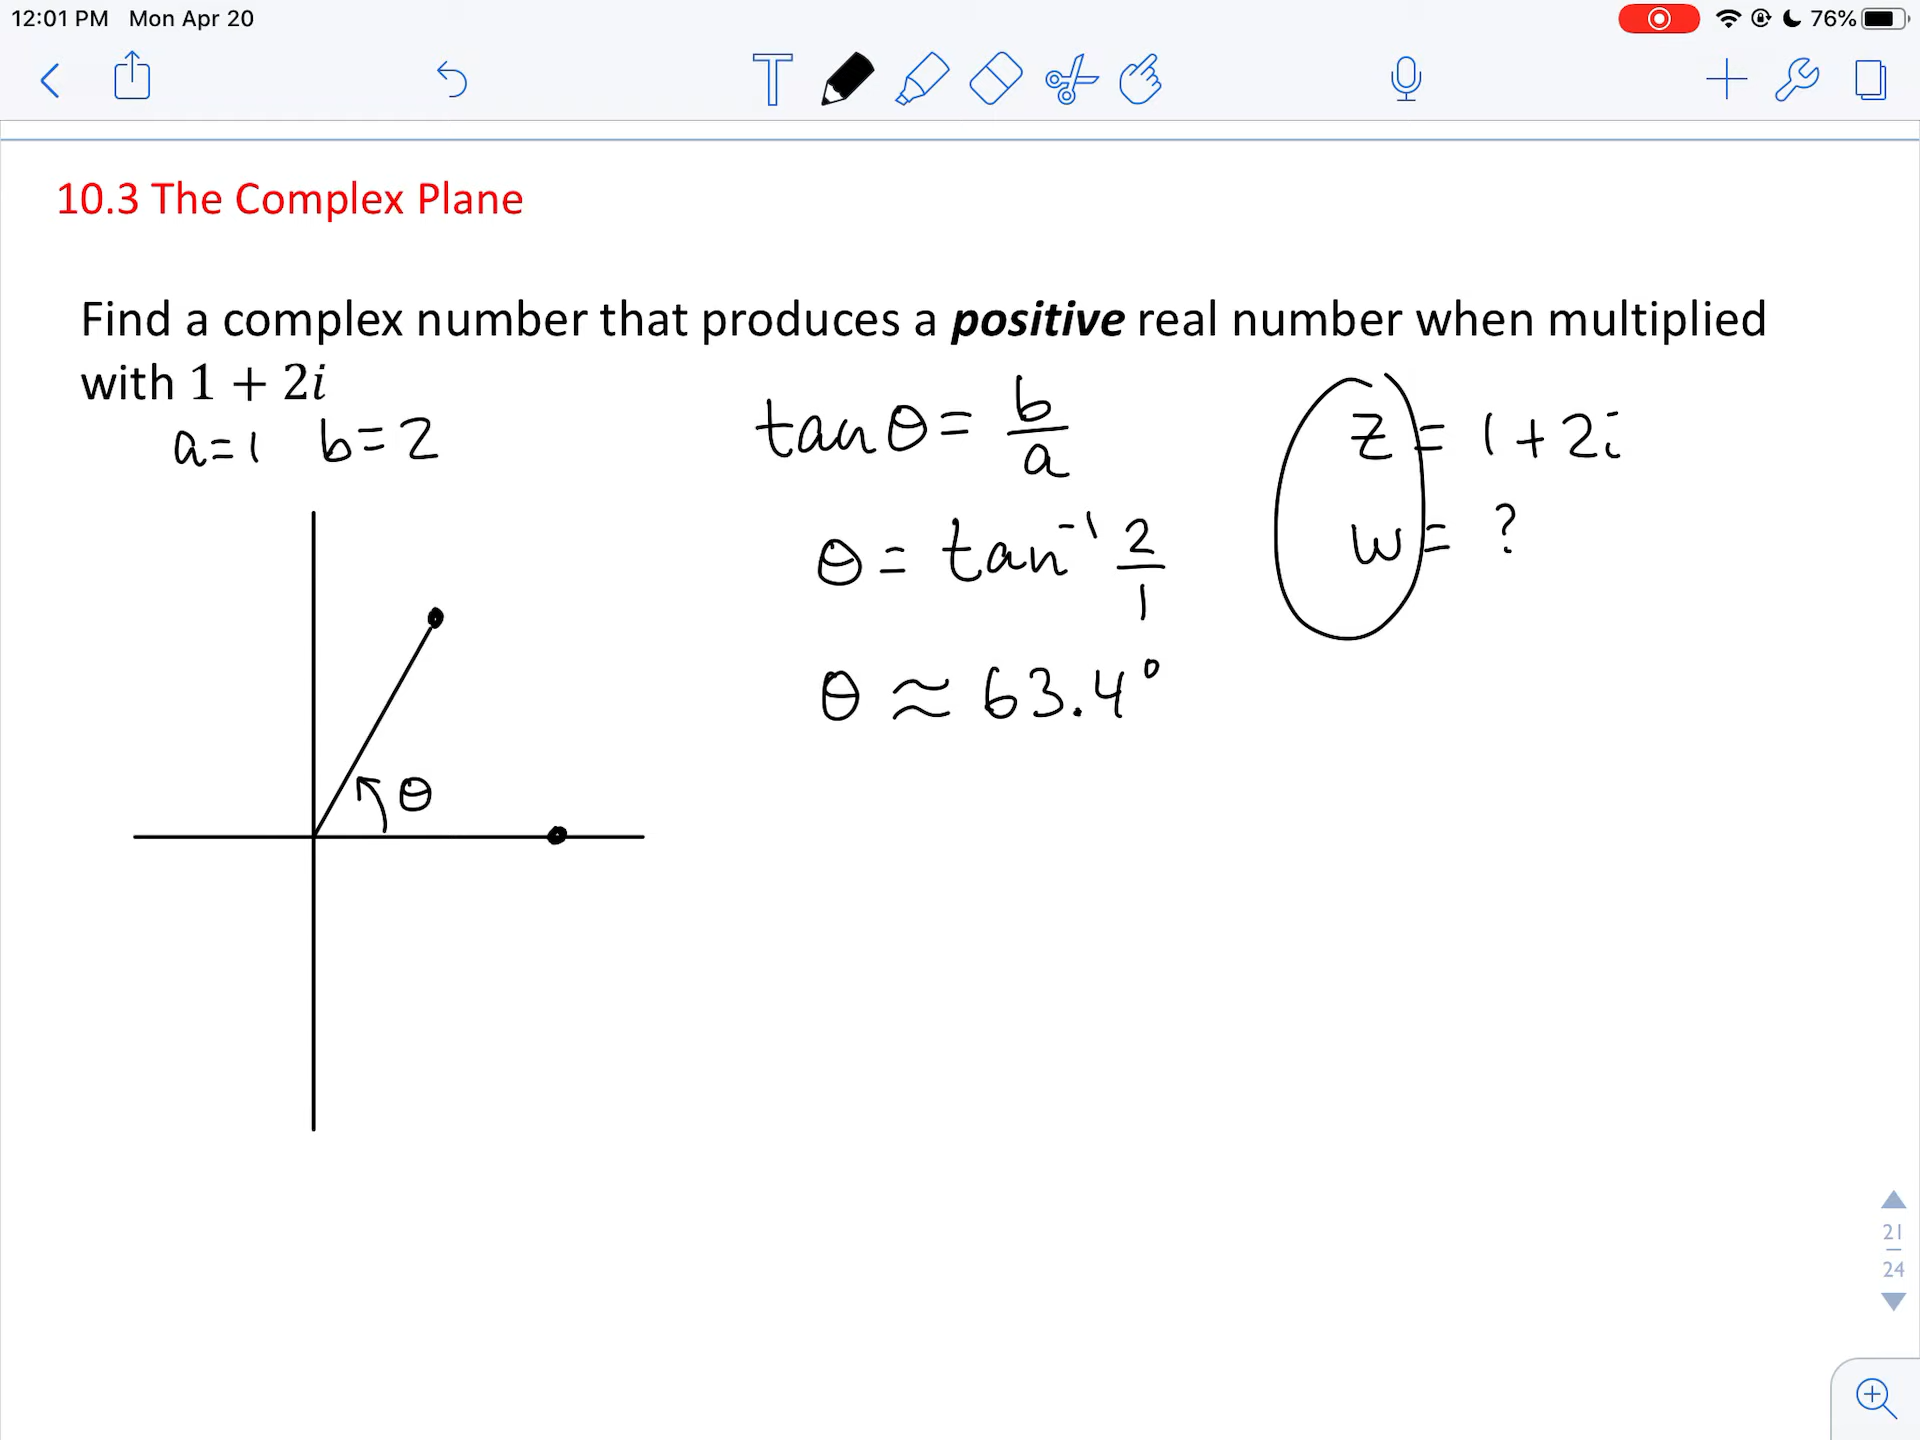 12:01 PM Mon Apr 20 76%
T
10.3 The Complex Plane
Find a complex number that produces a positive real number when multiplied
with 1 + 2i
a=1 b=2
tanθ = b/a
θ = tan⁻¹ 2/1
θ ≈ 63.4°
z = 1+2i
w = ?
θ
21
24